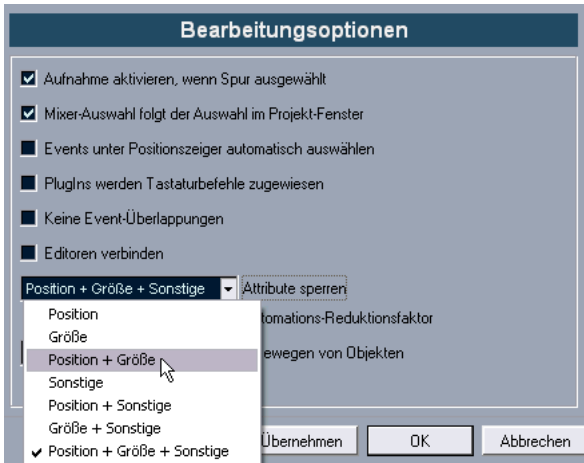 Bearbeitungsoptionen
Aufnahme aktivieren, wenn Spur ausgewählt
Mixer-Auswahl folgt der Auswahl im Projekt-Fenster
Events unter Positionszeiger automatisch auswählen
PlugIns werden Tastaturbefehle zugewiesen
Keine Event-Überlappungen
Editoren verbinden
Position + Größe + Sonstige Attribute sperren
Position
tomations-Reduktionsfaktor
Größe
Position + Größe
ewegen von Objekten
Sonstige
Position + Sonstige
Größe + Sonstige
Übernehmen OK Abbrechen
Position + Größe + Sonstige